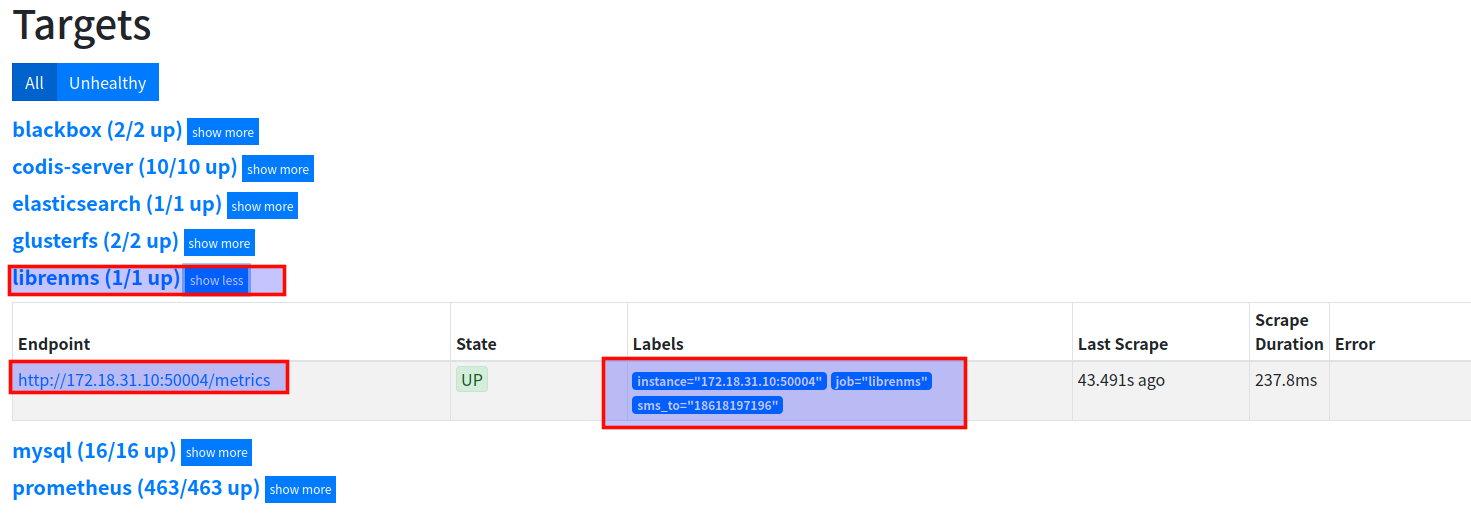 Targets
All Unhealthy
blackbox (2/2 up) show more
codis-server (10/10 up) show more
elasticsearch (1/1 up) show more
glusterfs (2/2 up) show more
librenms (1/1 up) show less
Endpoint State Labels Last Scrape Scrape Duration Error
http://172.18.31.10:50004/metrics UP instance="172.18.31.10:50004" job="librenms" 43.491s ago 237.8ms
sms_to="18618197196"
mysql (16/16 up) show more
prometheus (463/463 up) show more